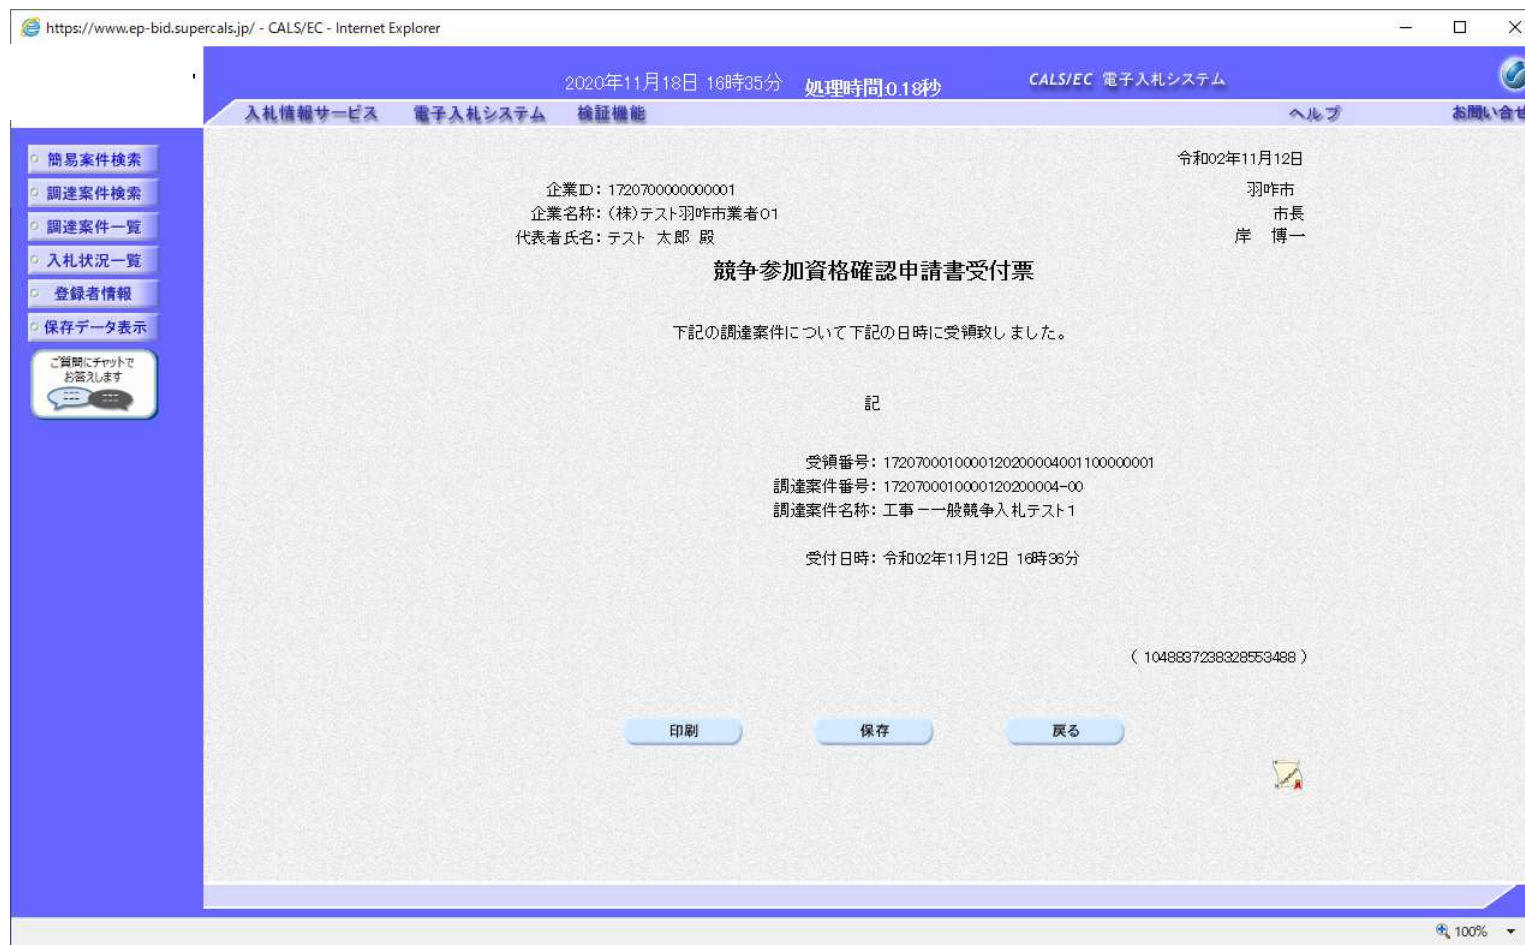 https://www.ep-bid.supercals.jp/ - CALS/EC - Internet Explorer
2020年11月18日 16時35分 処理時間:0.18秒 CALS/EC 電子入札システム
入札情報サービス 電子入札システム 検証機能 ヘルプ お問い合せ
簡易案件検索
調達案件検索
調達案件一覧
入札状況一覧
登録者情報
保存データ表示
ご質問にチャットで
お答えします
令和02年11月12日
企業ID：1720700000000001 羽咋市
企業名称：(株)テスト羽咋市業者01 市長
代表者氏名：テスト 太郎 殿 岸 博一
競争参加資格確認申請書受付票
下記の調達案件について下記の日時に受領致しました。
記
受領番号：1720700010000120200004001100000001
調達案件番号：1720700010000120200004-00
調達案件名称：工事－一般競争入札テスト1
受付日時：令和02年11月12日 16時36分
( 1048837238328553488 )
印刷 保存 戻る
100%